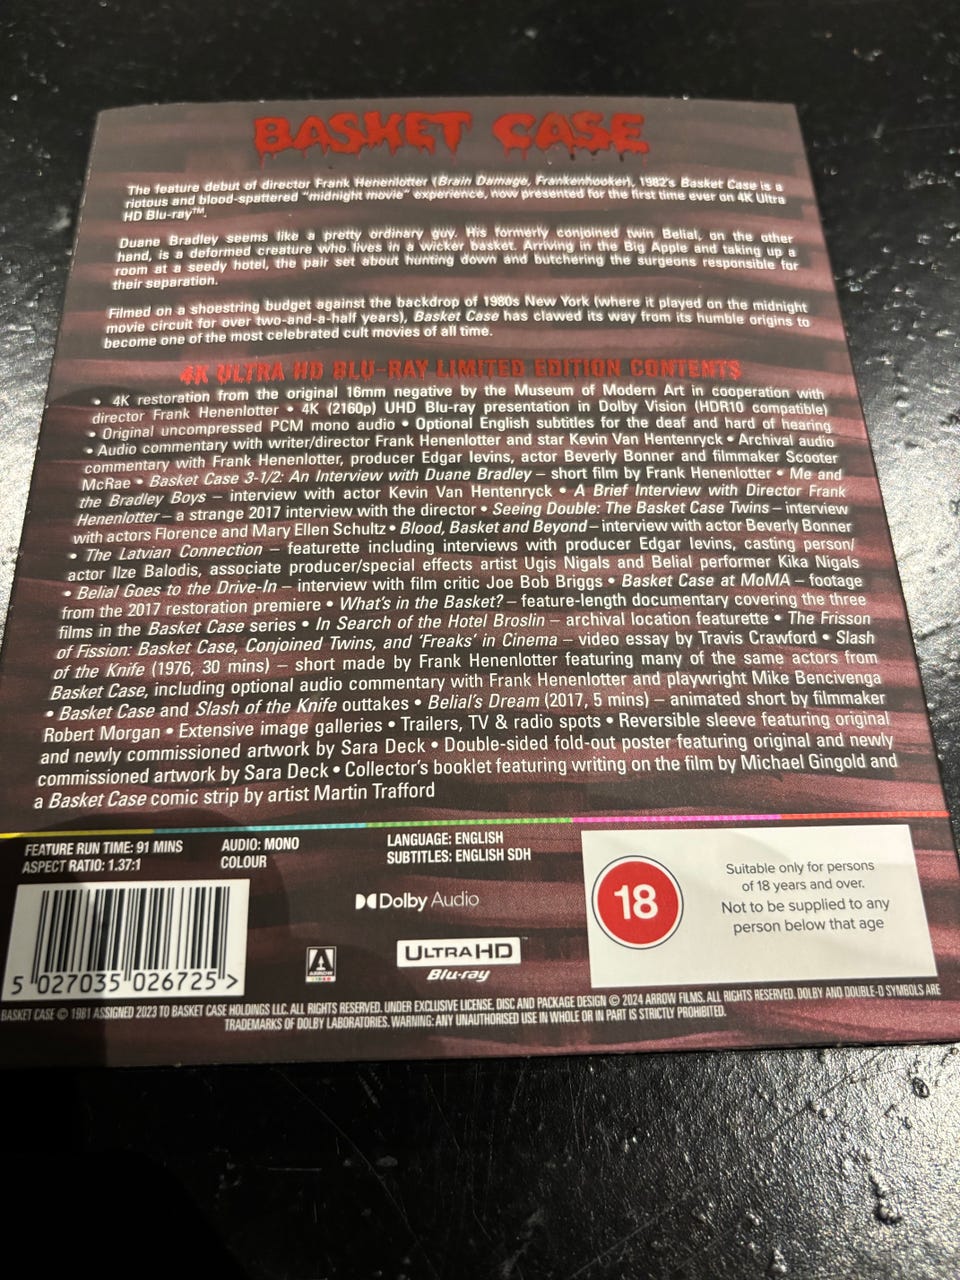 BASKET CASE
The feature debut of director Frank Henenlotter (Brain Damage, Frankenhooker), 1982's Basket Case is a
riotous and blood-spattered "midnight movie" experience, now presented for the first time ever on 4K Ultra
HD Blu-ray™.
Duane Bradley seems like a pretty ordinary guy. His formerly conjoined twin Belial, on the other
hand, is a deformed creature who lives in a wicker basket. Arriving in the Big Apple and taking up a
room at a seedy hotel, the pair set about hunting down and butchering the surgeons responsible for
their separation.
Filmed on a shoestring budget against the backdrop of 1980s New York (where it played on the midnight
movie circuit for over two-and-a-half years), Basket Case has clawed its way from its humble origins to
become one of the most celebrated cult movies of all time.
4K ULTRA HD BLU-RAY LIMITED EDITION CONTENTS
• 4K restoration from the original 16mm negative by the Museum of Modern Art in cooperation with
director Frank Henenlotter • 4K (2160p) UHD Blu-ray presentation in Dolby Vision (HDR10 compatible)
• Original uncompressed PCM mono audio • Optional English subtitles for the deaf and hard of hearing
• Audio commentary with writer/director Frank Henenlotter and star Kevin Van Hentenryck • Archival audio
commentary with Frank Henenlotter, producer Edgar Ievins, actor Beverly Bonner and filmmaker Scooter
McRae • Basket Case 3-1/2: An Interview with Duane Bradley – short film by Frank Henenlotter • Me and
the Bradley Boys – interview with actor Kevin Van Hentenryck • A Brief Interview with Director Frank
Henenlotter – a strange 2017 interview with the director • Seeing Double: The Basket Case Twins – interview
with actors Florence and Mary Ellen Schultz • Blood, Basket and Beyond – interview with actor Beverly Bonner
• The Latvian Connection – featurette including interviews with producer Edgar Ievins, casting person/
actor Ilze Balodis, associate producer/special effects artist Ugis Nigals and Belial performer Kika Nigals
• Belial Goes to the Drive-In – interview with film critic Joe Bob Briggs • Basket Case at MoMA – footage
from the 2017 restoration premiere • What's in the Basket? – feature-length documentary covering the three
films in the Basket Case series • In Search of the Hotel Broslin – archival location featurette • The Frisson
of Fission: Basket Case, Conjoined Twins, and 'Freaks' in Cinema – video essay by Travis Crawford • Slash
of the Knife (1976, 30 mins) – short made by Frank Henenlotter featuring many of the same actors from
Basket Case, including optional audio commentary with Frank Henenlotter and playwright Mike Bencivenga
• Basket Case and Slash of the Knife outtakes • Belial's Dream (2017, 5 mins) – animated short by filmmaker
Robert Morgan • Extensive image galleries • Trailers, TV & radio spots • Reversible sleeve featuring original
and newly commissioned artwork by Sara Deck • Double-sided fold-out poster featuring original and newly
commissioned artwork by Sara Deck • Collector's booklet featuring writing on the film by Michael Gingold and
a Basket Case comic strip by artist Martin Trafford
FEATURE RUN TIME: 91 MINS
ASPECT RATIO: 1.37:1
AUDIO: MONO
COLOUR
LANGUAGE: ENGLISH
SUBTITLES: ENGLISH SDH
Dolby Audio
ARROW
ULTRA HD
Blu-ray
18
Suitable only for persons
of 18 years and over.
Not to be supplied to any
person below that age
5 027035 026725 >
BASKET CASE © 1981 ASSIGNED 2023 TO BASKET CASE HOLDINGS LLC. ALL RIGHTS RESERVED. UNDER EXCLUSIVE LICENSE. DISC AND PACKAGE DESIGN © 2024 ARROW FILMS. ALL RIGHTS RESERVED. DOLBY AND DOUBLE-D SYMBOLS ARE
TRADEMARKS OF DOLBY LABORATORIES. WARNING: ANY UNAUTHORISED USE IN WHOLE OR IN PART IS STRICTLY PROHIBITED.